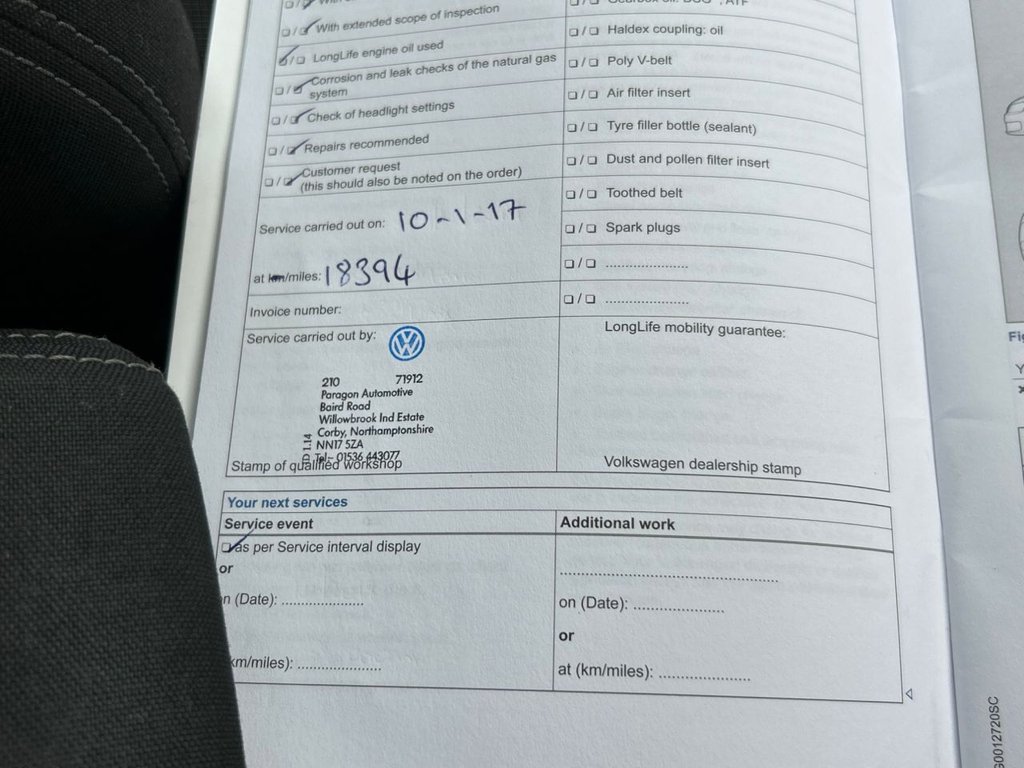 With extended scope of inspection
LongLife engine oil used
Corrosion and leak checks of the natural gas
system
Check of headlight settings
Repairs recommended
Customer request
(this should also be noted on the order)
Service carried out on: 10-1-17
at km/miles: 18394
Invoice number:
Service carried out by:
210 71912
Paragon Automotive
Baird Road
Willowbrook Ind Estate
Corby, Northamptonshire
NN17 5ZA
Tel:- 01536 443077
D 1.14
Stamp of qualified workshop
Haldex coupling: oil
Poly V-belt
Air filter insert
Tyre filler bottle (sealant)
Dust and pollen filter insert
Toothed belt
Spark plugs
......................
......................
LongLife mobility guarantee:
Volkswagen dealership stamp
Your next services
Service event
as per Service interval display
or
n (Date): .....................
km/miles): .....................
Additional work
.......................................................
on (Date): .......................
or
at (km/miles): .......................
G0012720SC